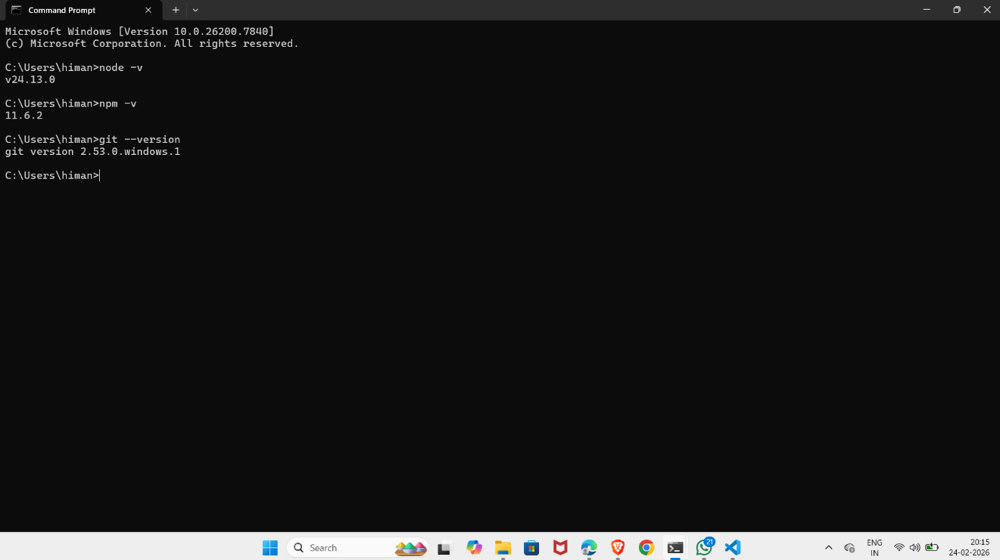 Command Prompt
Microsoft Windows [Version 10.0.26200.7840]
(c) Microsoft Corporation. All rights reserved.
C:\Users\himan>node -v
v24.13.0
C:\Users\himan>npm -v
11.6.2
C:\Users\himan>git --version
git version 2.53.0.windows.1
C:\Users\himan>
Search
21
ENG
IN
20:15
24-02-2026